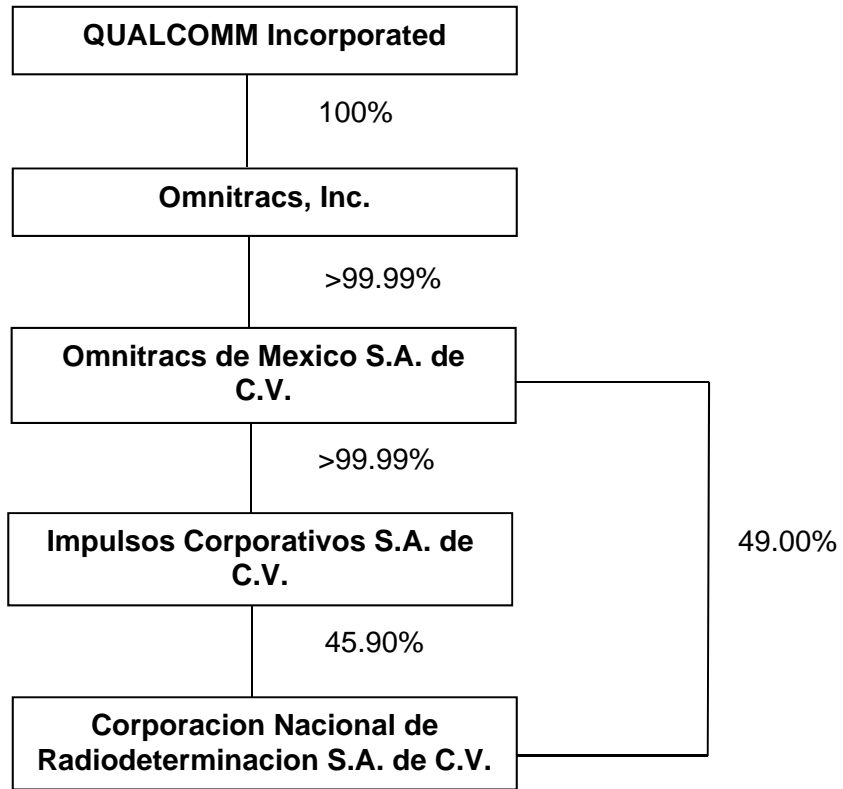 QUALCOMM Incorporated
100%
Omnitracs, Inc.
>99.99%
Omnitracs de Mexico S.A. de
C.V.
>99.99%
Impulsos Corporativos S.A. de
C.V.
49.00%
45.90%
Corporacion Nacional de
Radiodeterminacion S.A. de C.V.